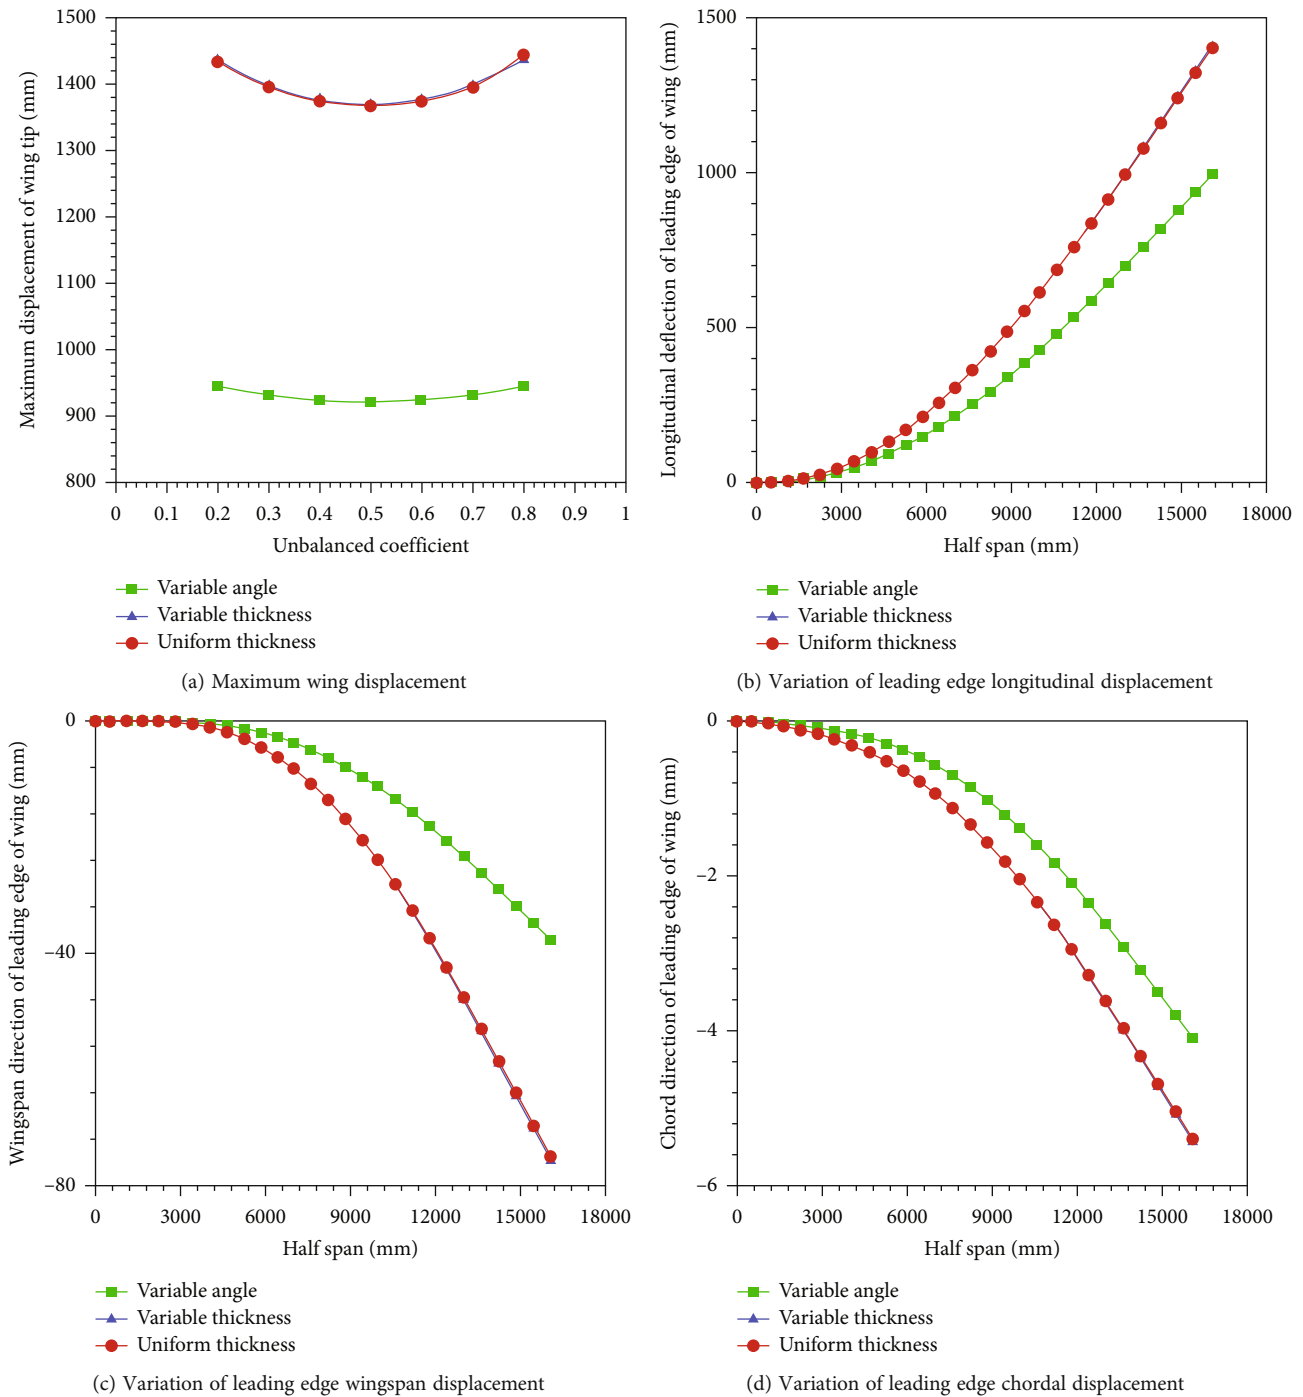 1500
1400
1300
1200
1100
1000
900
800
Maximum displacement of wing tip (mm)
0 0.1 0.2 0.3 0.4 0.5 0.6 0.7 0.8 0.9 1
Unbalanced coefficient
Variable angle
Variable thickness
Uniform thickness
(a) Maximum wing displacement
1500
1000
500
0
Longitudinal deflection of leading edge of wing (mm)
0 3000 6000 9000 12000 15000 18000
Half span (mm)
Variable angle
Variable thickness
Uniform thickness
(b) Variation of leading edge longitudinal displacement
0
−40
−80
Wingspan direction of leading edge of wing (mm)
0 3000 6000 9000 12000 15000 18000
Half span (mm)
Variable angle
Variable thickness
Uniform thickness
(c) Variation of leading edge wingspan displacement
0
−2
−4
−6
Chord direction of leading edge of wing (mm)
0 3000 6000 9000 12000 15000 18000
Half span (mm)
Variable angle
Variable thickness
Uniform thickness
(d) Variation of leading edge chordal displacement